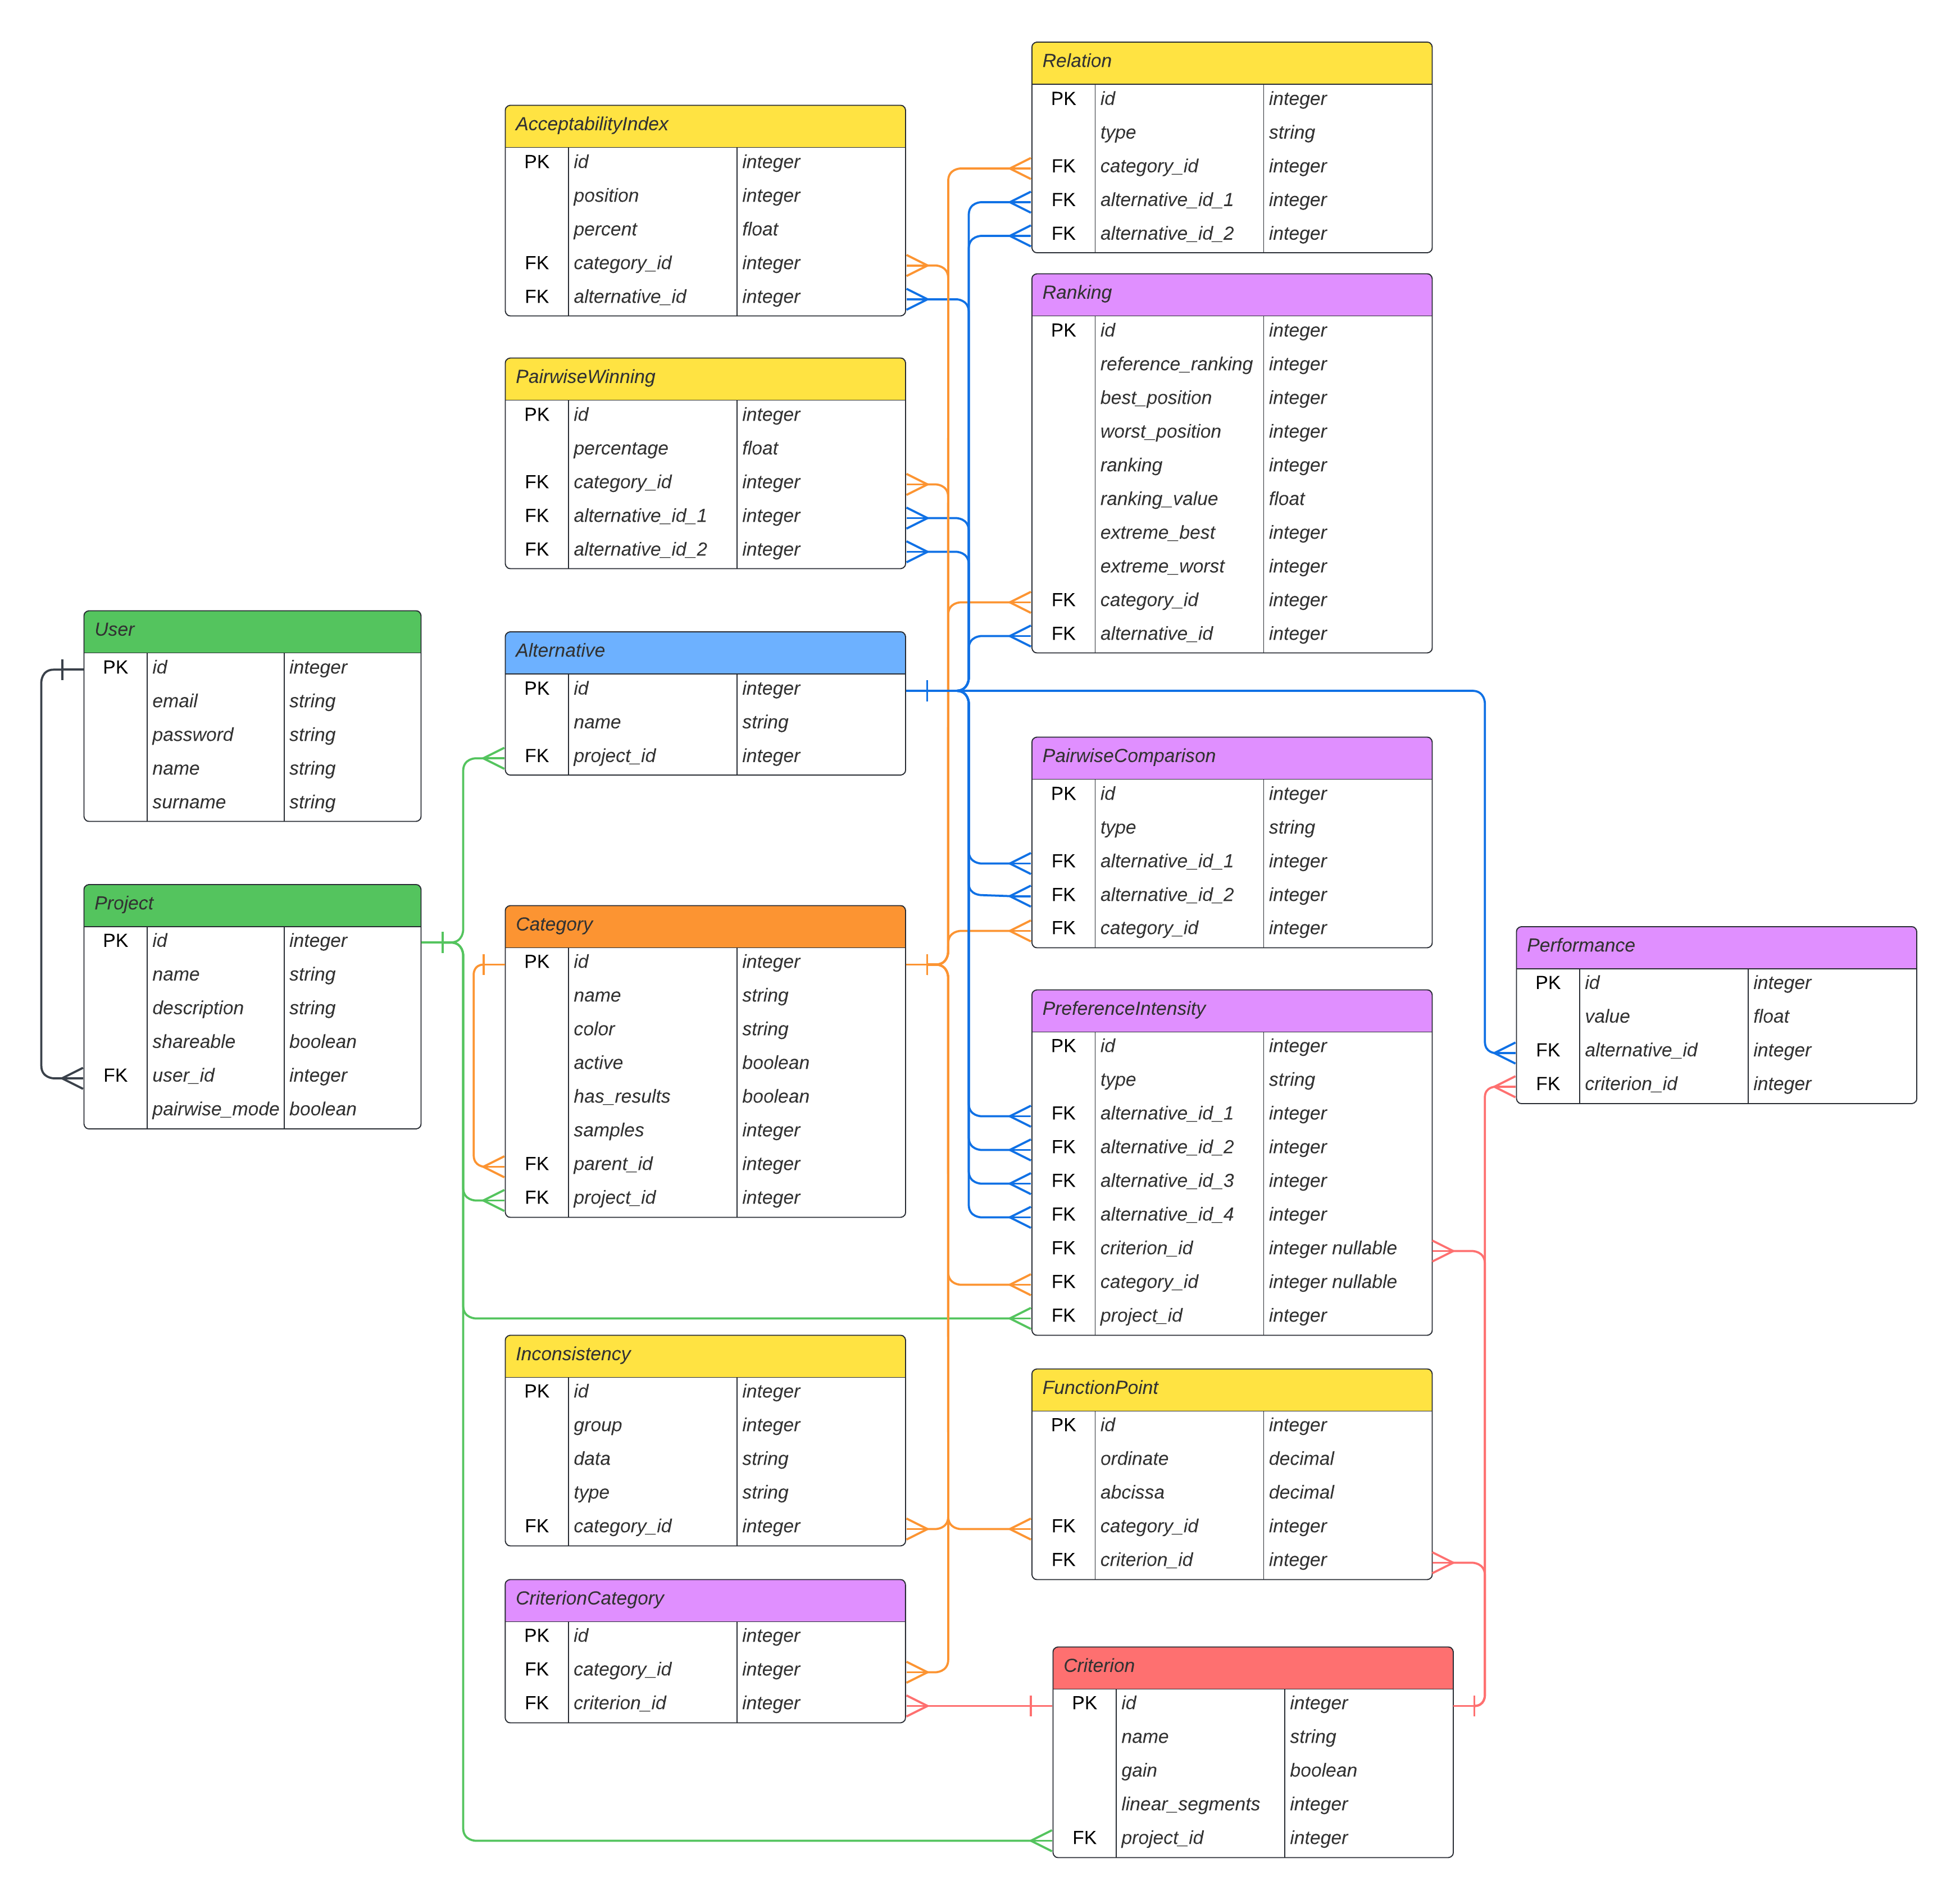 Relation
PK id integer
type string
FK category_id integer
FK alternative_id_1 integer
FK alternative_id_2 integer
AcceptabilityIndex
PK id integer
position integer
percent float
FK category_id integer
FK alternative_id integer
Ranking
PK id integer
reference_ranking integer
best_position integer
worst_position integer
ranking integer
ranking_value float
extreme_best integer
extreme_worst integer
FK category_id integer
FK alternative_id integer
PairwiseWinning
PK id integer
percentage float
FK category_id integer
FK alternative_id_1 integer
FK alternative_id_2 integer
User
PK id integer
email string
password string
name string
surname string
Alternative
PK id integer
name string
FK project_id integer
PairwiseComparison
PK id integer
type string
FK alternative_id_1 integer
FK alternative_id_2 integer
FK category_id integer
Project
PK id integer
name string
description string
shareable boolean
FK user_id integer
pairwise_mode boolean
Category
PK id integer
name string
color string
active boolean
has_results boolean
samples integer
FK parent_id integer
FK project_id integer
Performance
PK id integer
value float
FK alternative_id integer
FK criterion_id integer
PreferenceIntensity
PK id integer
type string
FK alternative_id_1 integer
FK alternative_id_2 integer
FK alternative_id_3 integer
FK alternative_id_4 integer
FK criterion_id integer nullable
FK category_id integer nullable
FK project_id integer
Inconsistency
PK id integer
group integer
data string
type string
FK category_id integer
FunctionPoint
PK id integer
ordinate decimal
abcissa decimal
FK category_id integer
FK criterion_id integer
CriterionCategory
PK id integer
FK category_id integer
FK criterion_id integer
Criterion
PK id integer
name string
gain boolean
linear_segments integer
FK project_id integer